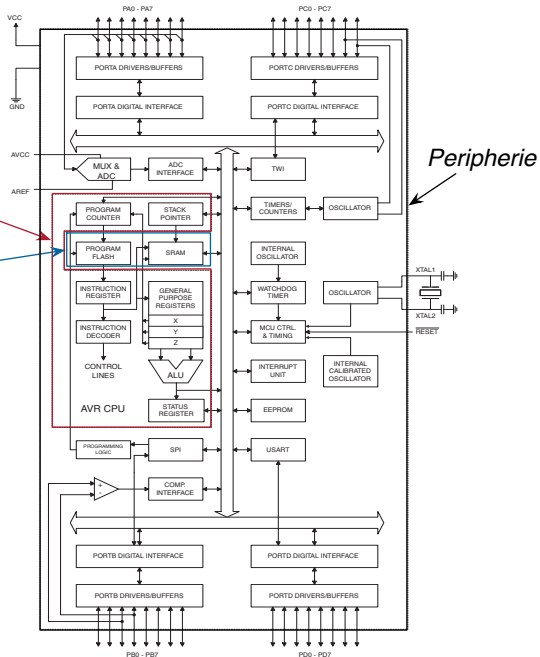 PA0 - PA7
PC0 - PC7
VCC
PORTA DRIVERS/BUFFERS
PORTC DRIVERS/BUFFERS
GND
PORTA DIGITAL INTERFACE
PORTC DIGITAL INTERFACE
AVCC
MUX &
ADC
ADC
INTERFACE
TWI
Peripherie
AREF
PROGRAM
COUNTER
STACK
POINTER
TIMERS/
COUNTERS
OSCILLATOR
PROGRAM
FLASH
SRAM
INTERNAL
OSCILLATOR
INSTRUCTION
REGISTER
GENERAL
PURPOSE
REGISTERS
WATCHDOG
TIMER
OSCILLATOR
XTAL1
XTAL2
X
Y
Z
INSTRUCTION
DECODER
MCU CTRL
& TIMING
RESET
CONTROL
LINES
ALU
INTERRUPT
UNIT
INTERNAL
CALIBRATED
OSCILLATOR
AVR CPU
STATUS
REGISTER
EEPROM
PROGRAMMING
LOGIC
SPI
USART
+
-
COMP.
INTERFACE
PORTB DIGITAL INTERFACE
PORTD DIGITAL INTERFACE
PORTB DRIVERS/BUFFERS
PORTD DRIVERS/BUFFERS
PB0 - PB7
PD0 - PD7